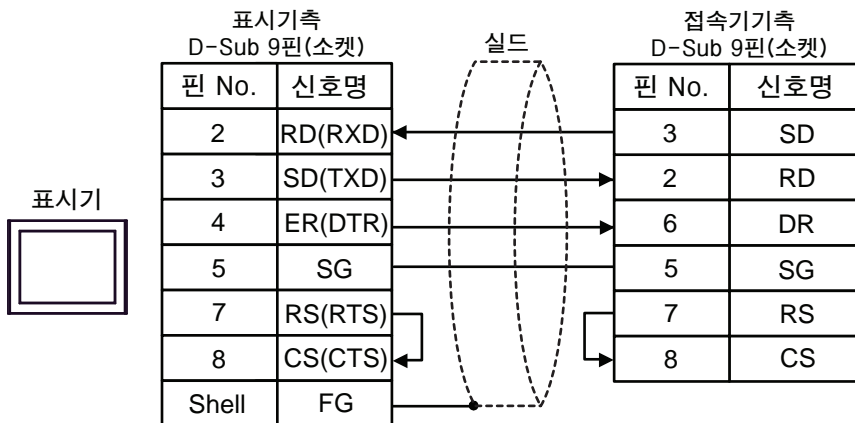 표시기측
D-Sub 9핀(소켓)
실드
접속기기측
D-Sub 9핀(소켓)
핀 No. 신호명
핀 No. 신호명
2 RD(RXD) 3 SD
3 SD(TXD) 2 RD
표시기
4 ER(DTR) 6 DR
5 SG 5 SG
7 RS(RTS) 7 RS
8 CS(CTS) 8 CS
Shell FG